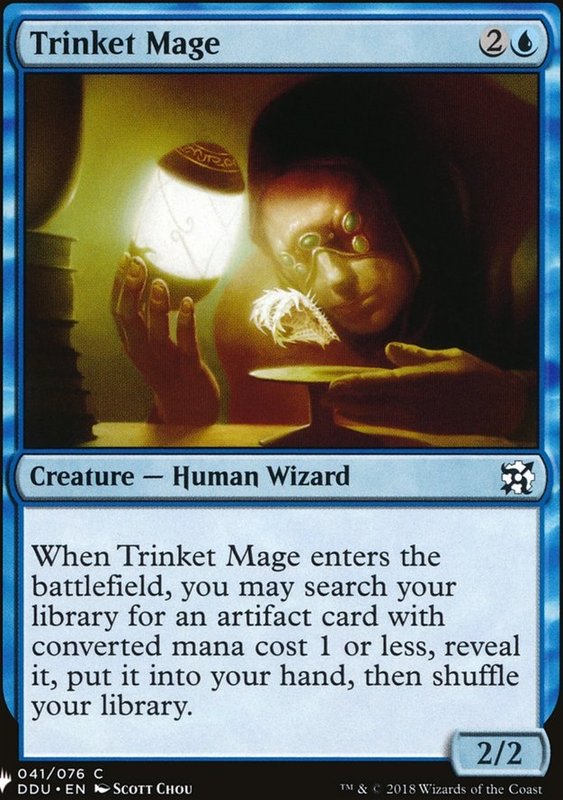 Trinket Mage 2
Creature — Human Wizard
When Trinket Mage enters the
battlefield, you may search your
library for an artifact card with
converted mana cost 1 or less, reveal
it, put it into your hand, then shuffle
your library.
2/2
041/076 C
DDU • EN Scott Chou
™ & © 2018 Wizards of the Coast